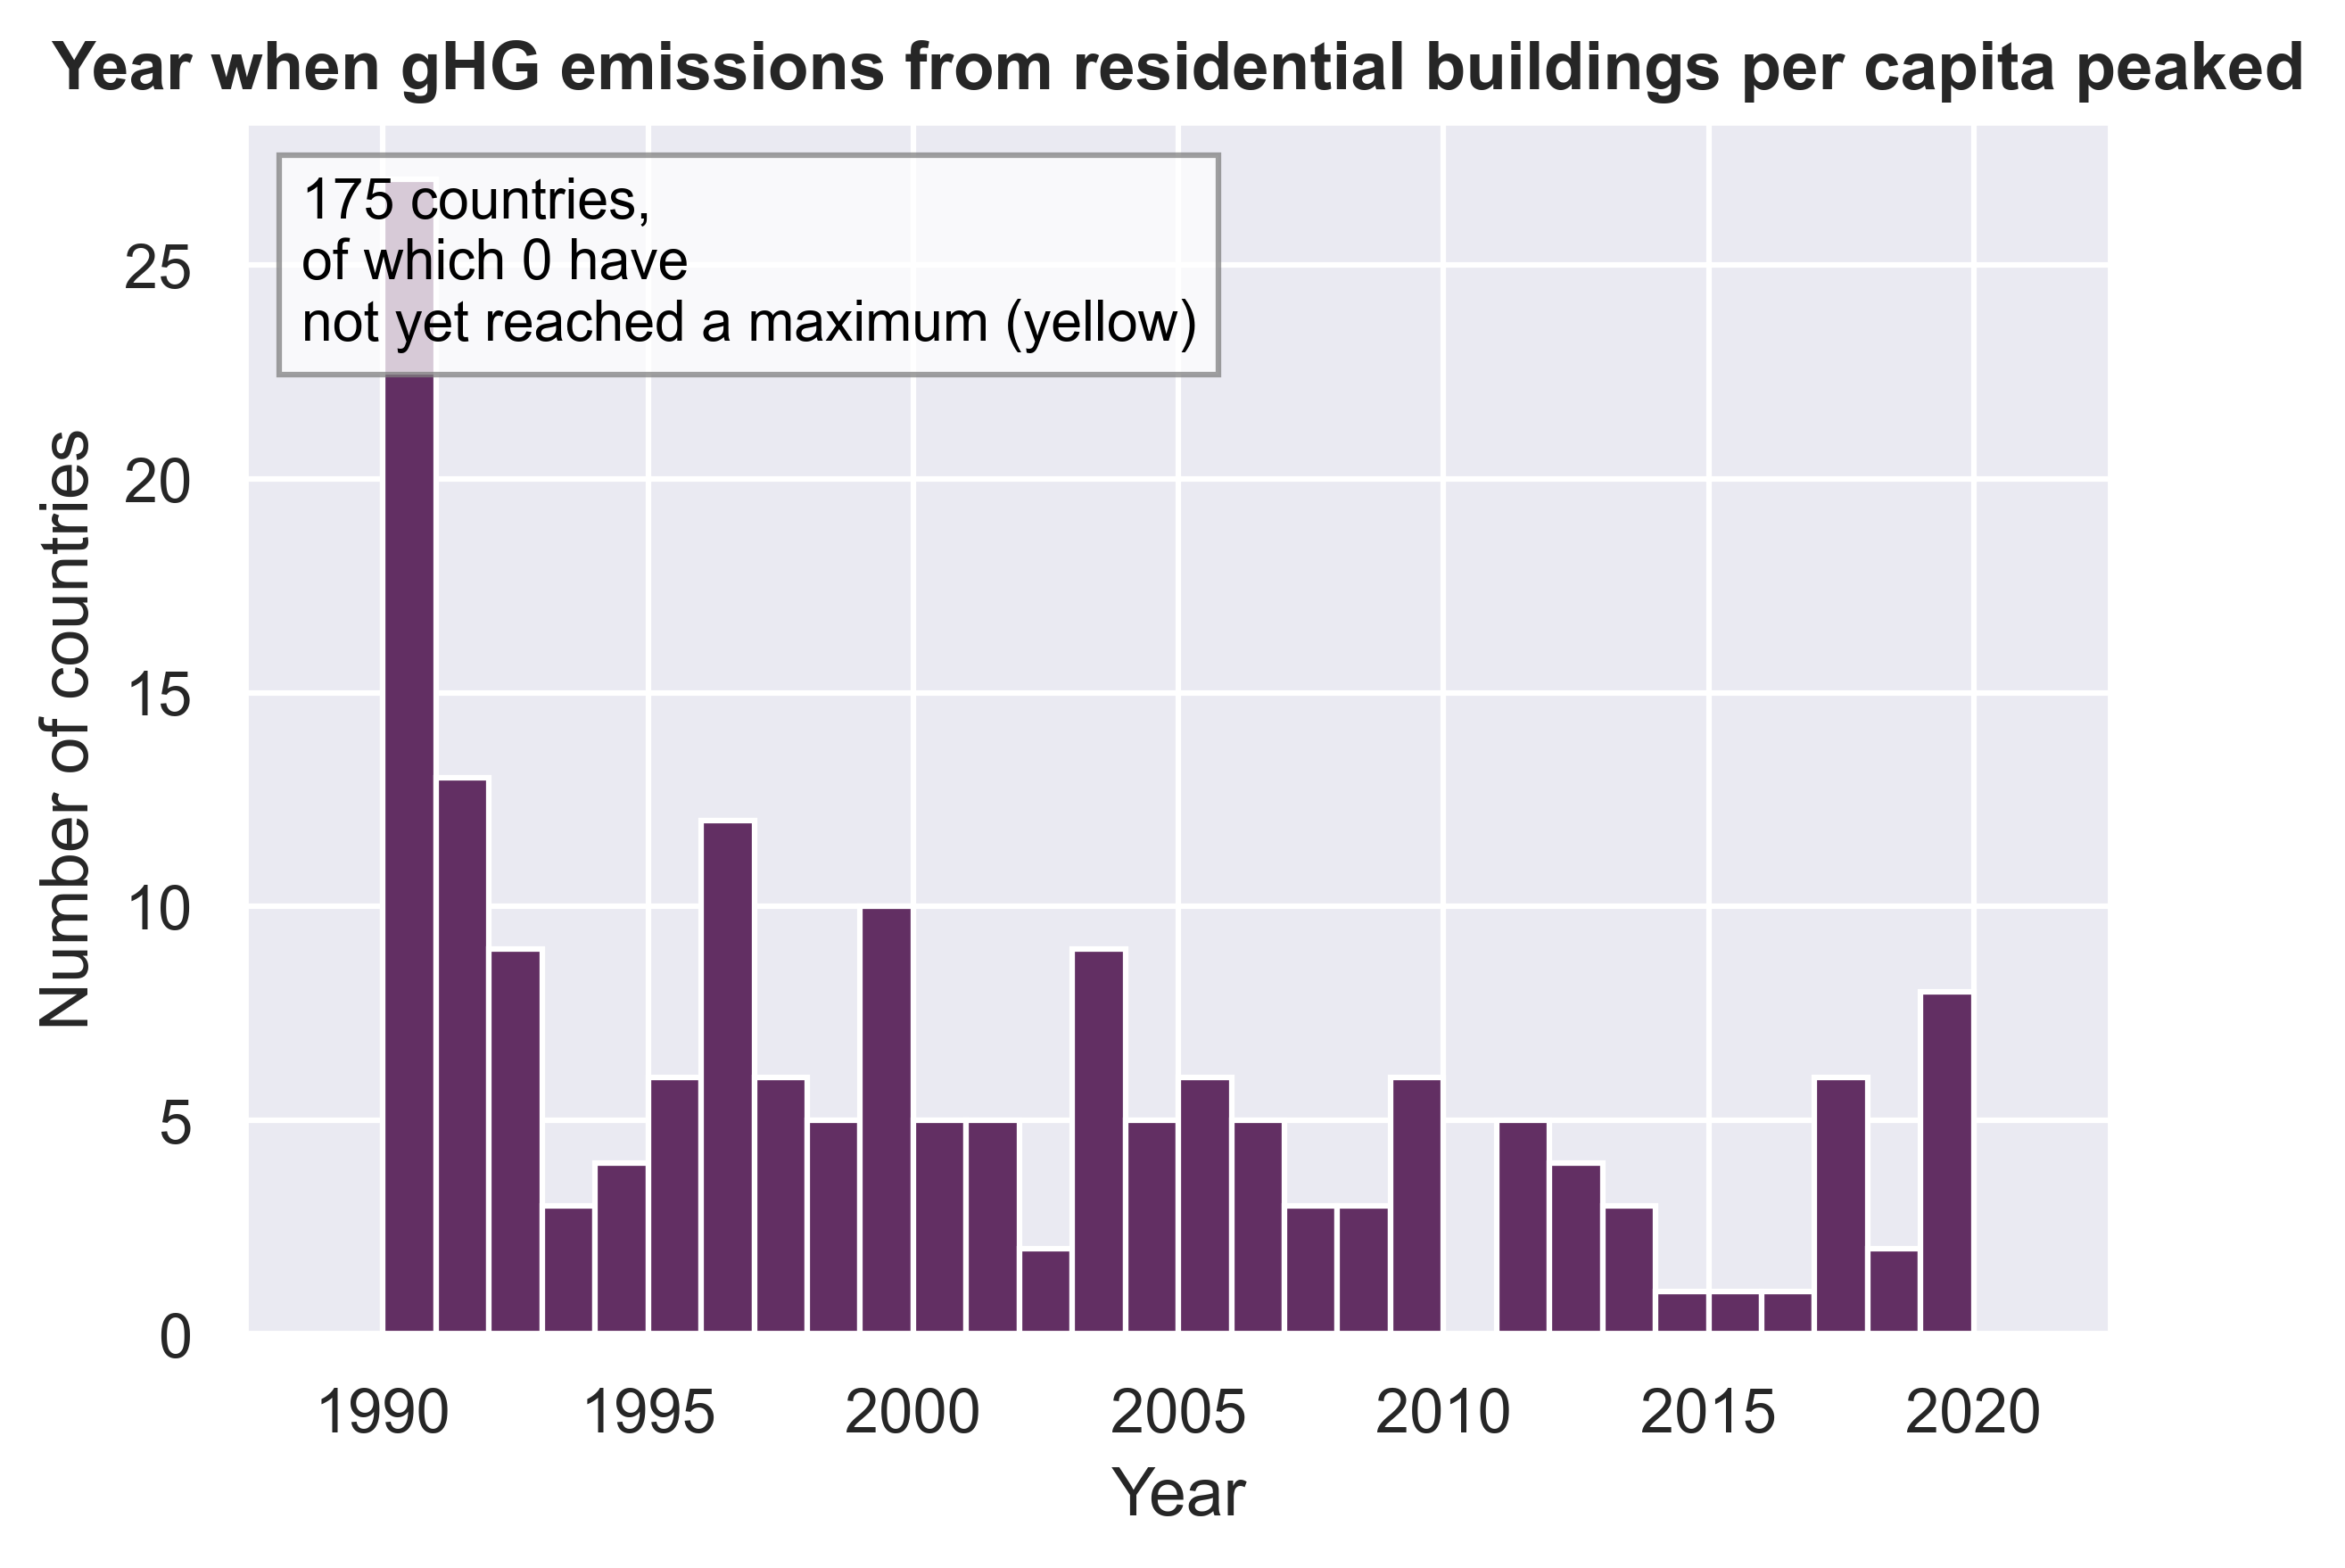 Year when gHG emissions from residential buildings per capita peaked
175 countries,
of which 0 have
not yet reached a maximum (yellow)
Number of countries
25
20
15
10
5
0
1990 1995 2000 2005 2010 2015 2020
Year